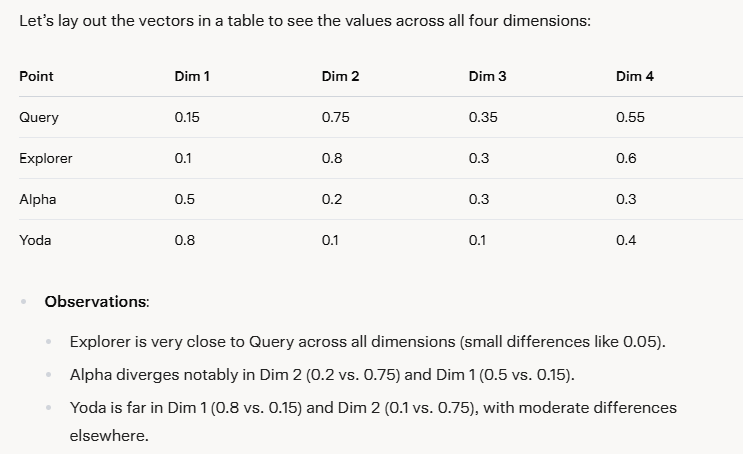 Let's lay out the vectors in a table to see the values across all four dimensions:
Point Dim 1 Dim 2 Dim 3 Dim 4
Query 0.15 0.75 0.35 0.55
Explorer 0.1 0.8 0.3 0.6
Alpha 0.5 0.2 0.3 0.3
Yoda 0.8 0.1 0.1 0.4
Observations:
Explorer is very close to Query across all dimensions (small differences like 0.05).
Alpha diverges notably in Dim 2 (0.2 vs. 0.75) and Dim 1 (0.5 vs. 0.15).
Yoda is far in Dim 1 (0.8 vs. 0.15) and Dim 2 (0.1 vs. 0.75), with moderate differences
elsewhere.